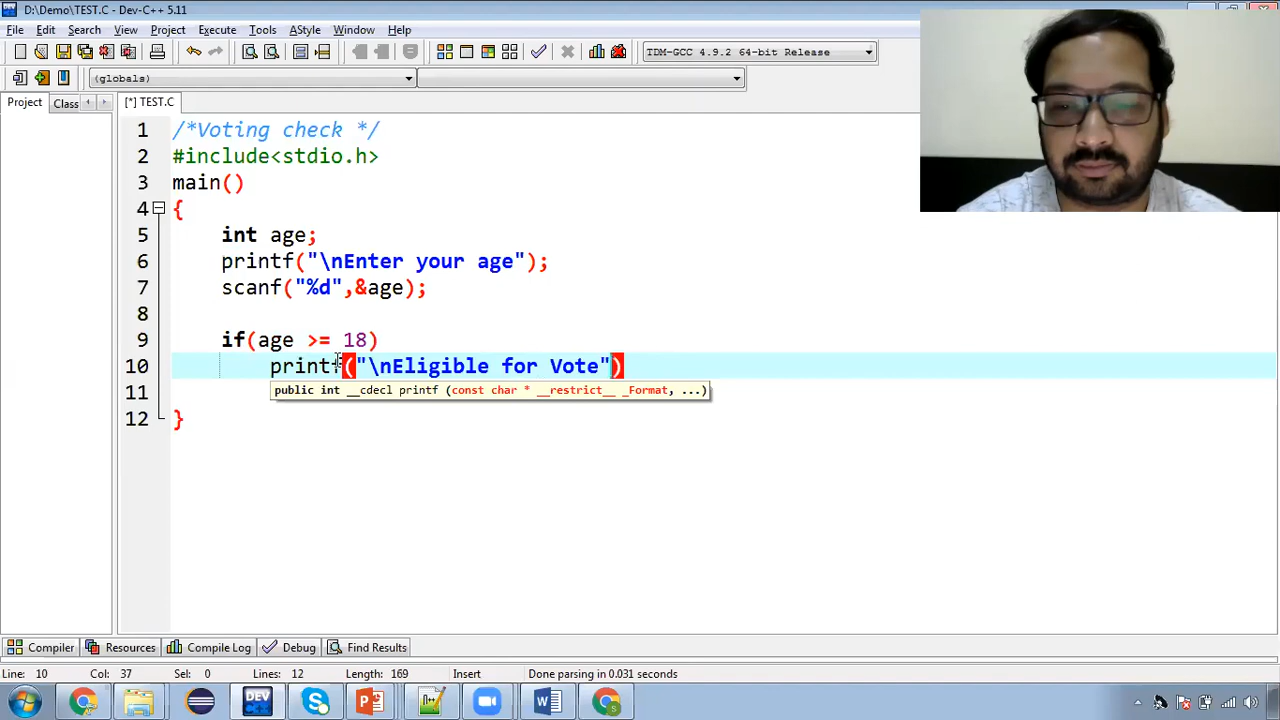 D:\Demo\TEST.C - Dev-C++ 5.11
File Edit Search View Project Execute Tools AStyle Window Help
TDM-GCC 4.9.2 64-bit Release
(globals)
Project Class [*] TEST.C
1 /*Voting check */
2 #include<stdio.h>
3 main()
4 {
5 int age;
6 printf("\nEnter your age");
7 scanf("%d",&age);
8
9 if(age >= 18)
10 printf("\nEligible for Vote")
public int __cdecl printf (const char * __restrict__ _Format, ...)
11
12 }
Compiler Resources Compile Log Debug Find Results
Line: 10 Col: 37 Sel: 0 Lines: 12 Length: 169 Insert Done parsing in 0.031 seconds
DEV